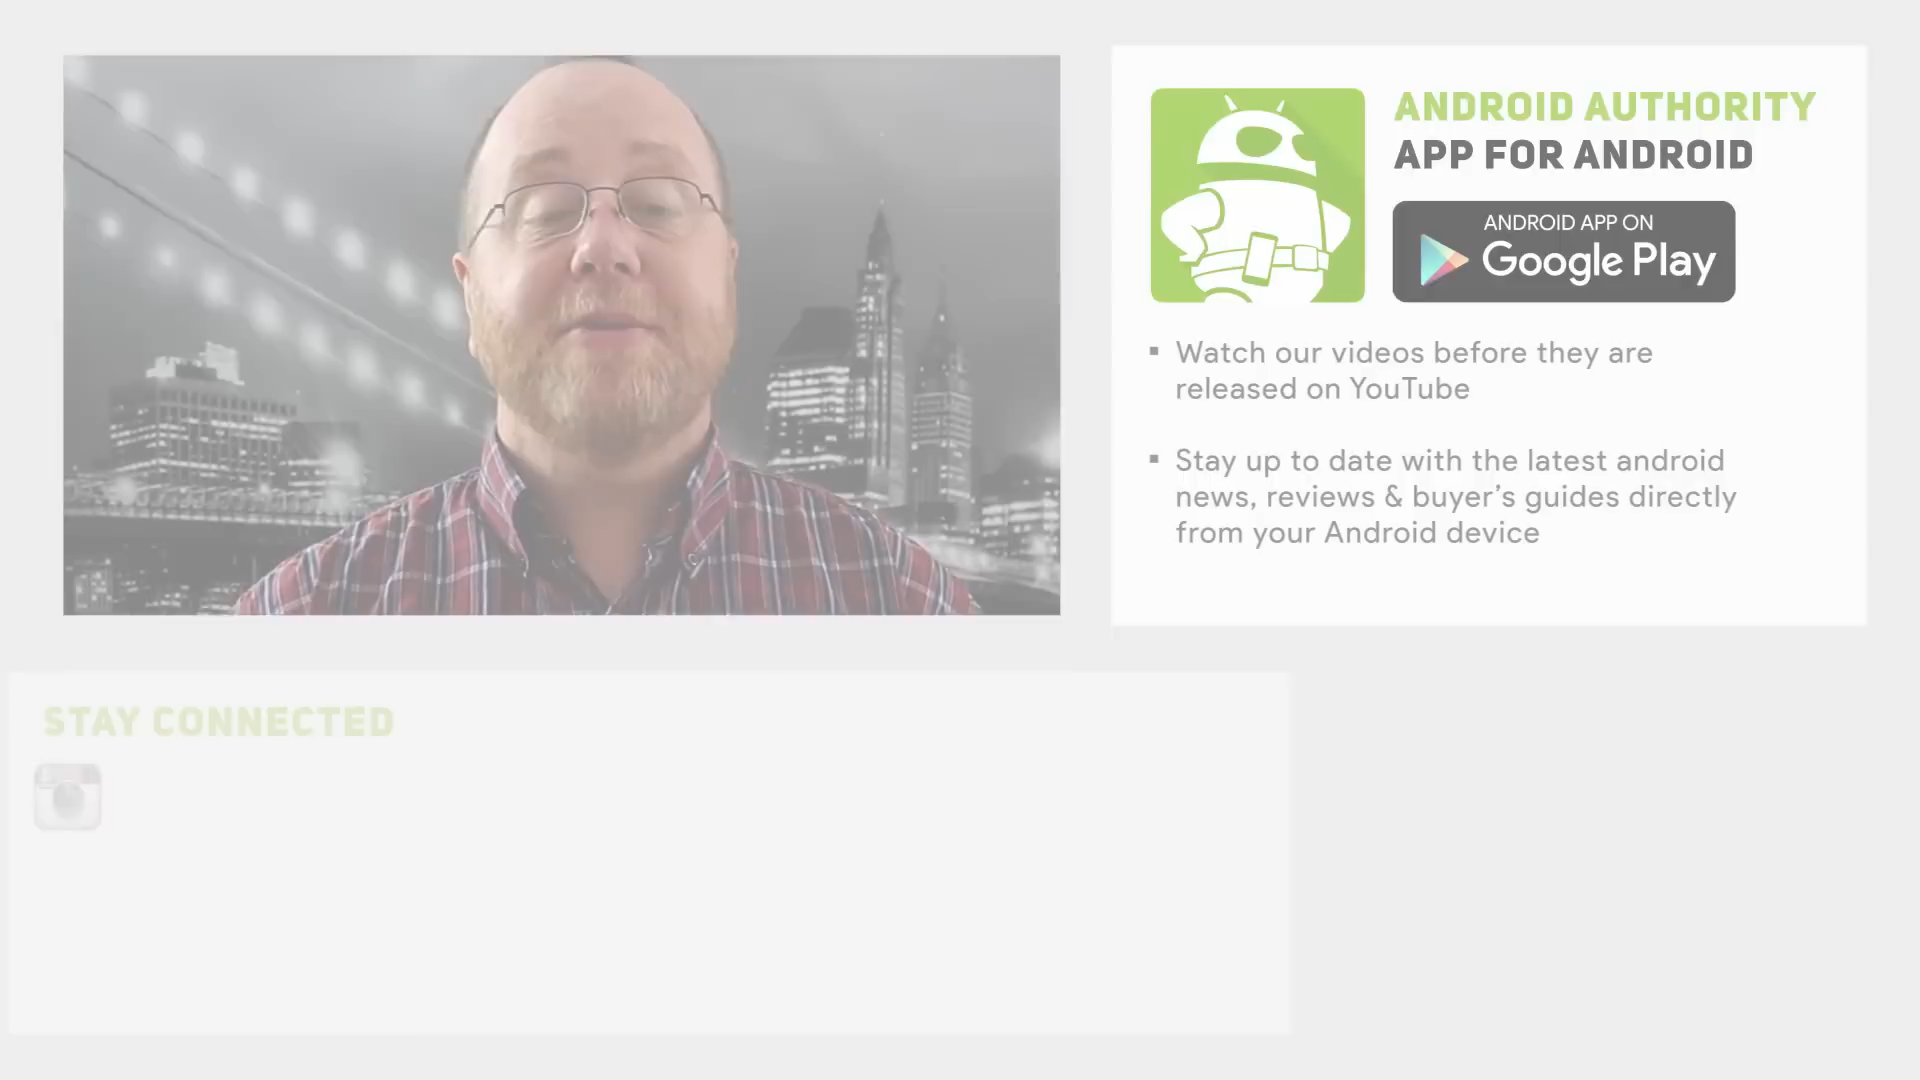 ANDROID AUTHORITY
APP FOR ANDROID
ANDROID APP ON
Google Play
▪ Watch our videos before they are
released on YouTube
▪ Stay up to date with the latest android
news, reviews & buyer’s guides directly
from your Android device
STAY CONNECTED